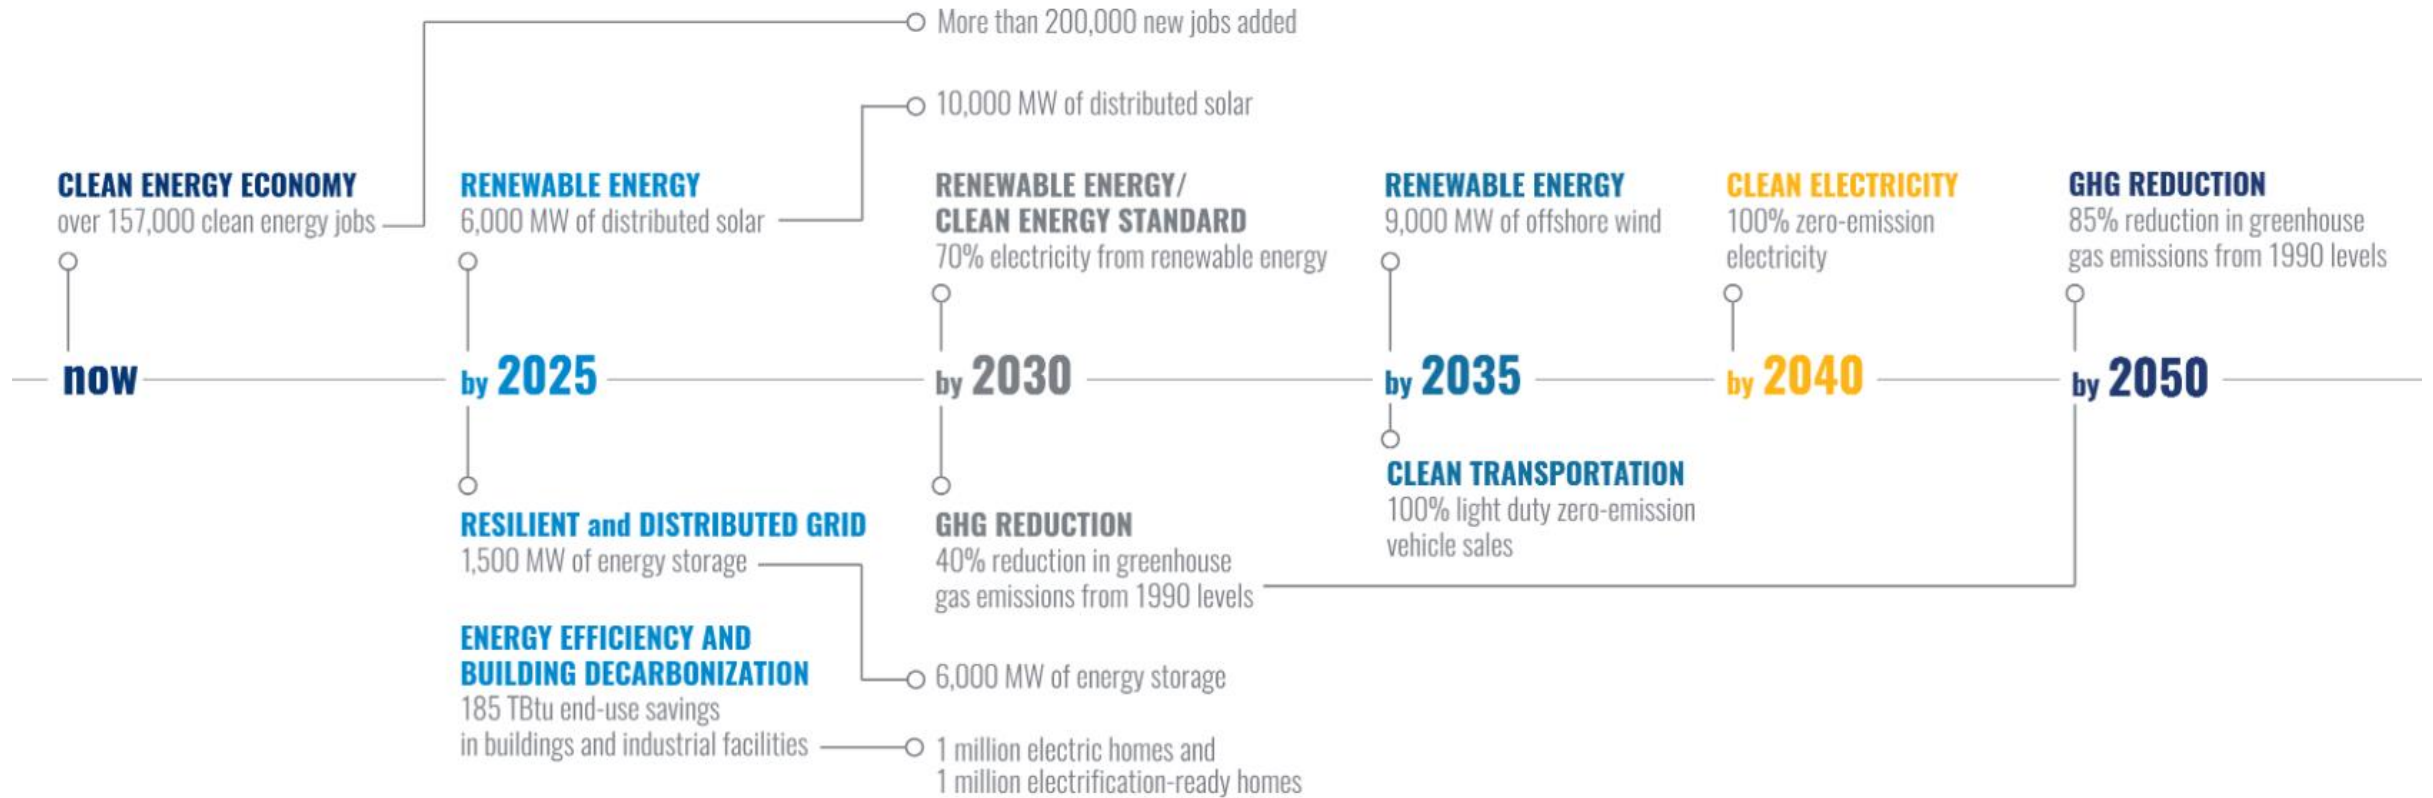 More than 200,000 new jobs added
10,000 MW of distributed solar
CLEAN ENERGY ECONOMY
over 157,000 clean energy jobs
RENEWABLE ENERGY
6,000 MW of distributed solar
RENEWABLE ENERGY/
CLEAN ENERGY STANDARD
70% electricity from renewable energy
RENEWABLE ENERGY
9,000 MW of offshore wind
CLEAN ELECTRICITY
100% zero-emission
electricity
GHG REDUCTION
85% reduction in greenhouse
gas emissions from 1990 levels
now
by 2025
by 2030
by 2035
by 2040
by 2050
RESILIENT and DISTRIBUTED GRID
1,500 MW of energy storage
ENERGY EFFICIENCY AND
BUILDING DECARBONIZATION
185 TBtu end-use savings
in buildings and industrial facilities
GHG REDUCTION
40% reduction in greenhouse
gas emissions from 1990 levels
6,000 MW of energy storage
1 million electric homes and
1 million electrification-ready homes
CLEAN TRANSPORTATION
100% light duty zero-emission
vehicle sales